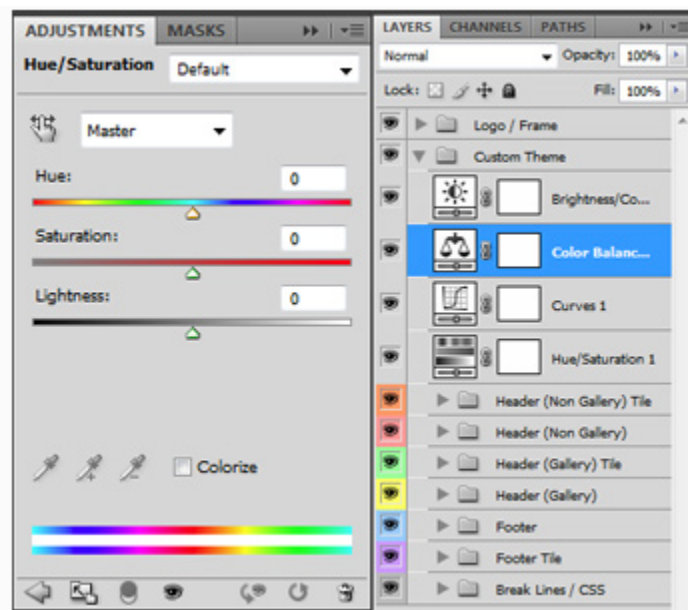 ADJUSTMENTS MASKS
Hue/Saturation Default
Master
Hue: 0
Saturation: 0
Lightness: 0
Colorize
LAYERS CHANNELS PATHS
Normal Opacity: 100%
Lock: Fill: 100%
Logo / Frame
Custom Theme
Brightness/Co...
Color Balanc...
Curves 1
Hue/Saturation 1
Header (Non Gallery) Tile
Header (Non Gallery)
Header (Gallery) Tile
Header (Gallery)
Footer
Footer Tile
Break Lines / CSS